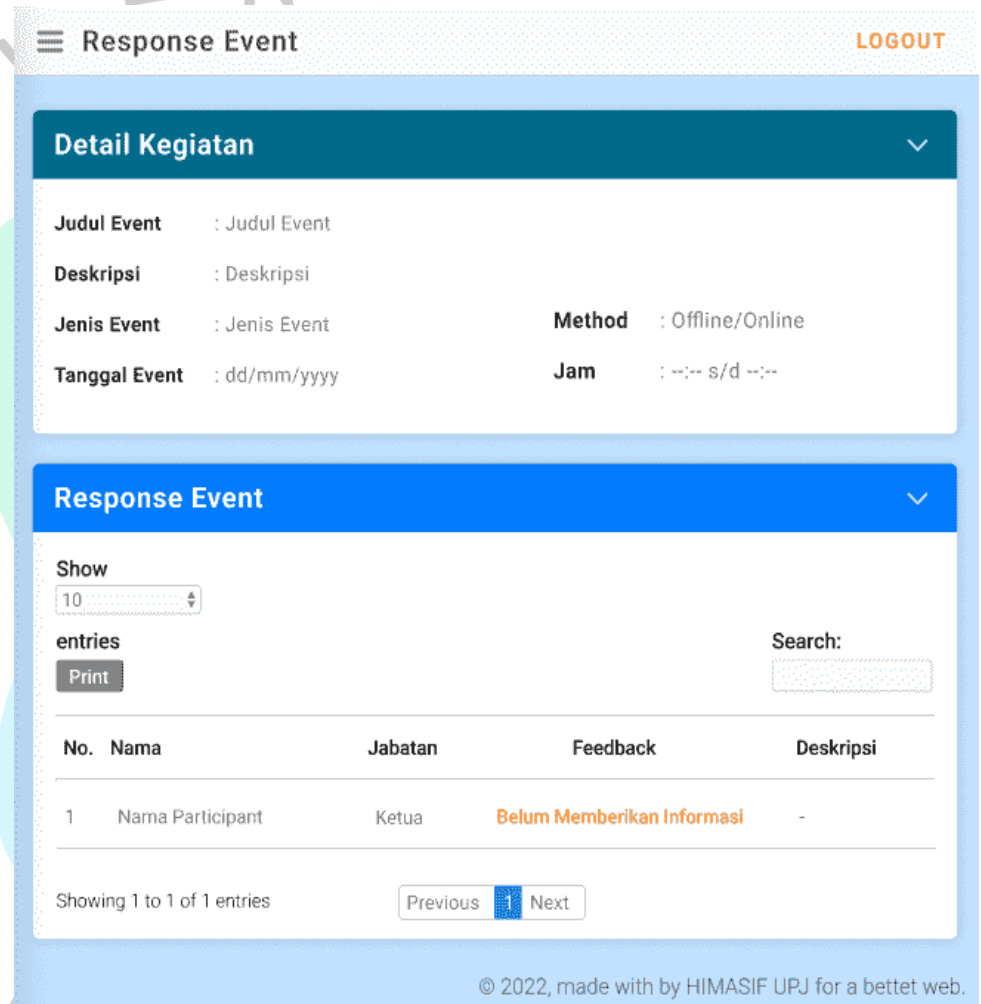 Response Event LOGOUT
Detail Kegiatan
Judul Event : Judul Event
Deskripsi : Deskripsi
Jenis Event : Jenis Event Method : Offline/Online
Tanggal Event : dd/mm/yyyy Jam : --:-- s/d --:--
Response Event
Show
10
entries Search:
Print
No. Nama Jabatan Feedback Deskripsi
1 Nama Participant Ketua Belum Memberikan Informasi -
Showing 1 to 1 of 1 entries Previous 1 Next
© 2022, made with by HIMASIF UPJ for a bettet web.